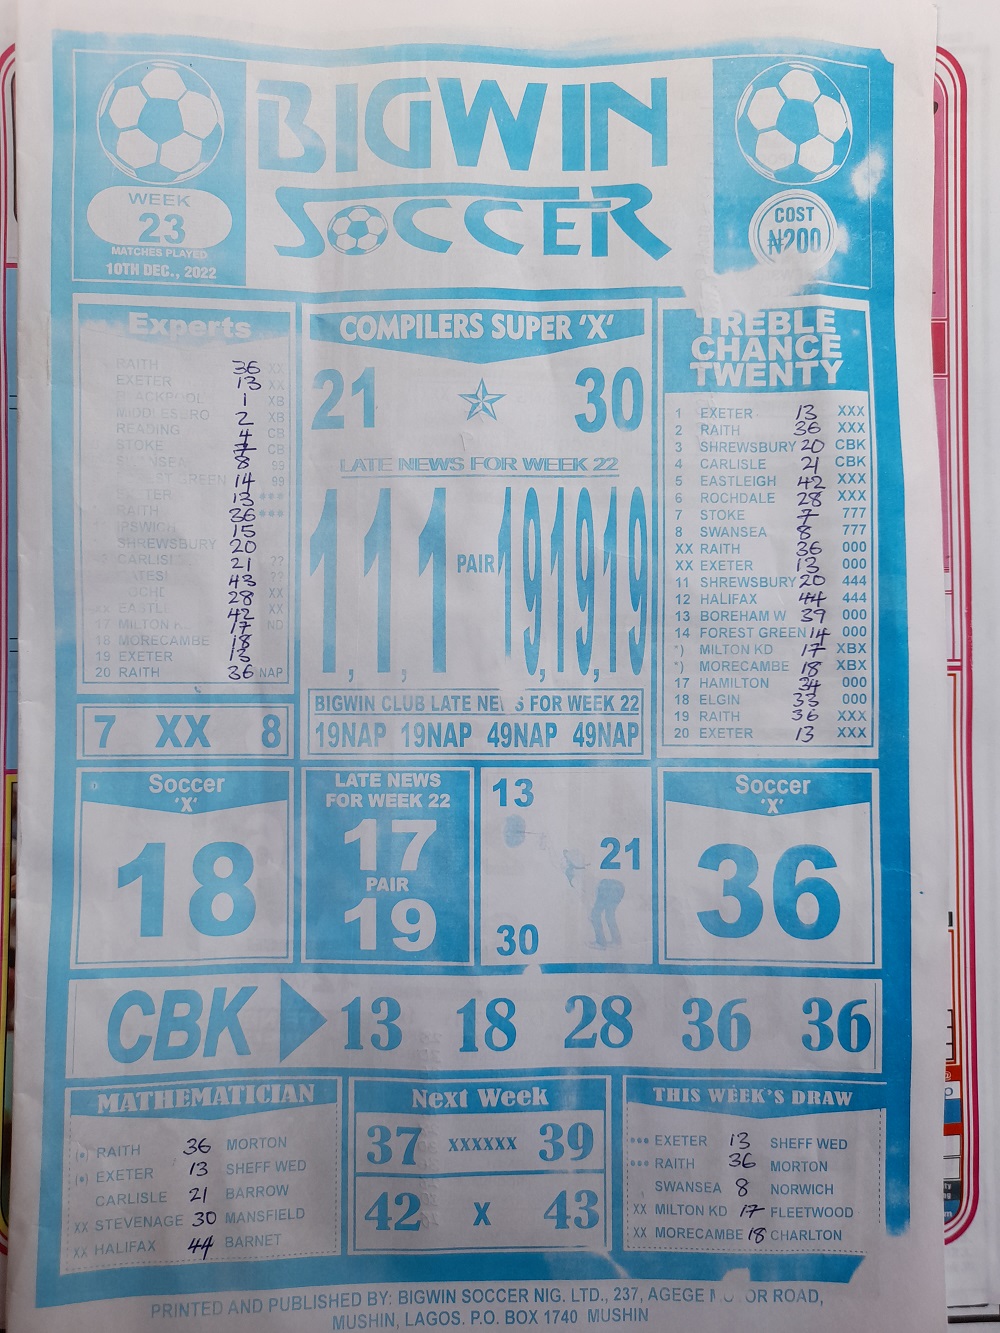 BIGWIN
SOCCER
WEEK
23
MATCHES PLAYED
10TH DEC., 2022
COST
₦200
Experts
RAITH 36 XX
EXETER 13 XX
1 XB
MIDDLESBRO 2 XB
READING 4 CB
STOKE 7 CB
8 99
GREEN 14 99
13 •••
36 •••
IPSWICH 15
SHREWSBURY 20
21 ??
43 ??
28 XX
42 XX
17 MILTON 17 ND
18 MORECAMBE 18
19 EXETER 13
20 RAITH 36 NAP
7 XX 8
COMPILERS SUPER 'X'
21 30
LATE NEWS FOR WEEK 22
1, 1, 1 PAIR 19, 19, 19
BIGWIN CLUB LATE NEWS FOR WEEK 22
19NAP 19NAP 49NAP 49NAP
TREBLE
CHANCE
TWENTY
1 EXETER 13 XXX
2 RAITH 36 XXX
3 SHREWSBURY 20 CBK
4 CARLISLE 21 CBK
5 EASTLEIGH 42 XXX
6 ROCHDALE 28 XXX
7 STOKE 7 777
8 SWANSEA 8 777
XX RAITH 36 000
XX EXETER 13 000
11 SHREWSBURY 20 444
12 HALIFAX 44 444
13 BOREHAM W 39 000
14 FOREST GREEN 14 000
*) MILTON KD 17 XBX
*) MORECAMBE 18 XBX
17 HAMILTON 34 000
18 ELGIN 33 000
19 RAITH 36 XXX
20 EXETER 13 XXX
Soccer
'X'
18
LATE NEWS
FOR WEEK 22
17
PAIR
19
13
21
30
Soccer
'X'
36
CBK 13 18 28 36 36
MATHEMATICIAN
(•) RAITH 36 MORTON
(•) EXETER 13 SHEFF WED
CARLISLE 21 BARROW
XX STEVENAGE 30 MANSFIELD
XX HALIFAX 44 BARNET
Next Week
37 XXXXXX 39
42 X 43
THIS WEEK'S DRAW
••• EXETER 13 SHEFF WED
••• RAITH 36 MORTON
SWANSEA 8 NORWICH
XX MILTON KD 17 FLEETWOOD
XX MORECAMBE 18 CHARLTON
PRINTED AND PUBLISHED BY: BIGWIN SOCCER NIG. LTD., 237, AGEGE MOTOR ROAD,
MUSHIN, LAGOS. P.O. BOX 1740 MUSHIN